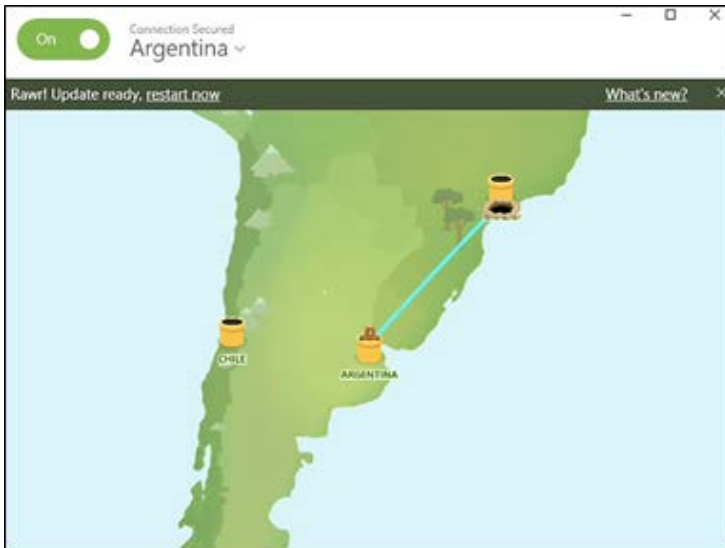 On
Connection Secured
Argentina
Rawr! Update ready, restart now
What's new?
CHILE
ARGENTINA